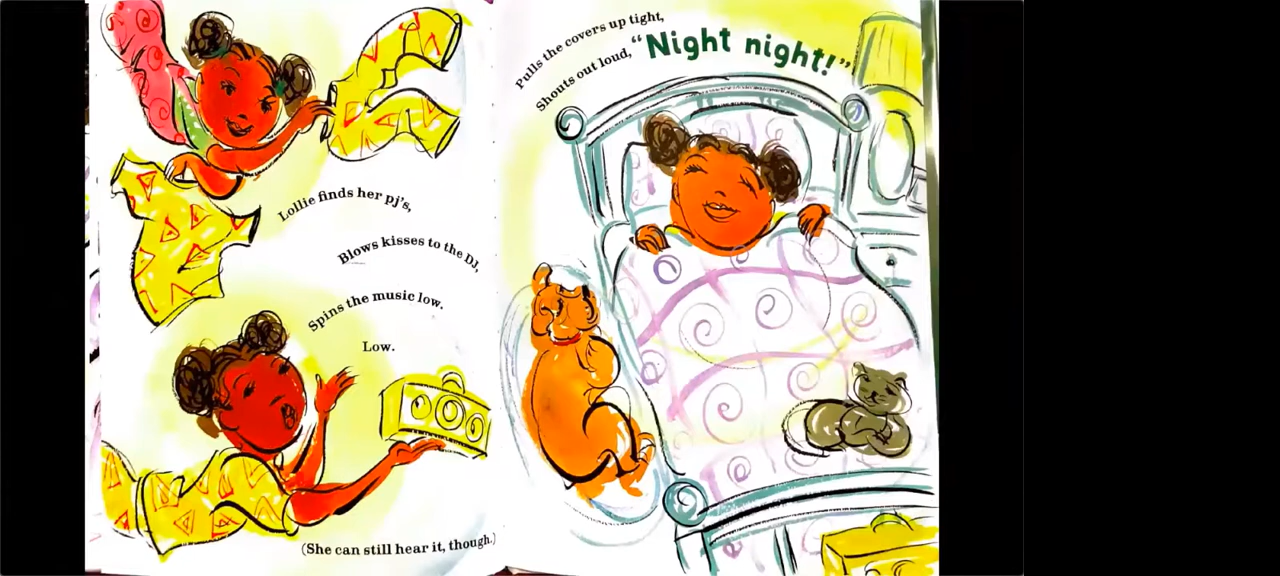 Lollie finds her pj's,
Blows kisses to the DJ,
Spins the music low.
Low.
(She can still hear it, though.)
Pulls the covers up tight,
Shouts out loud, “Night night!”